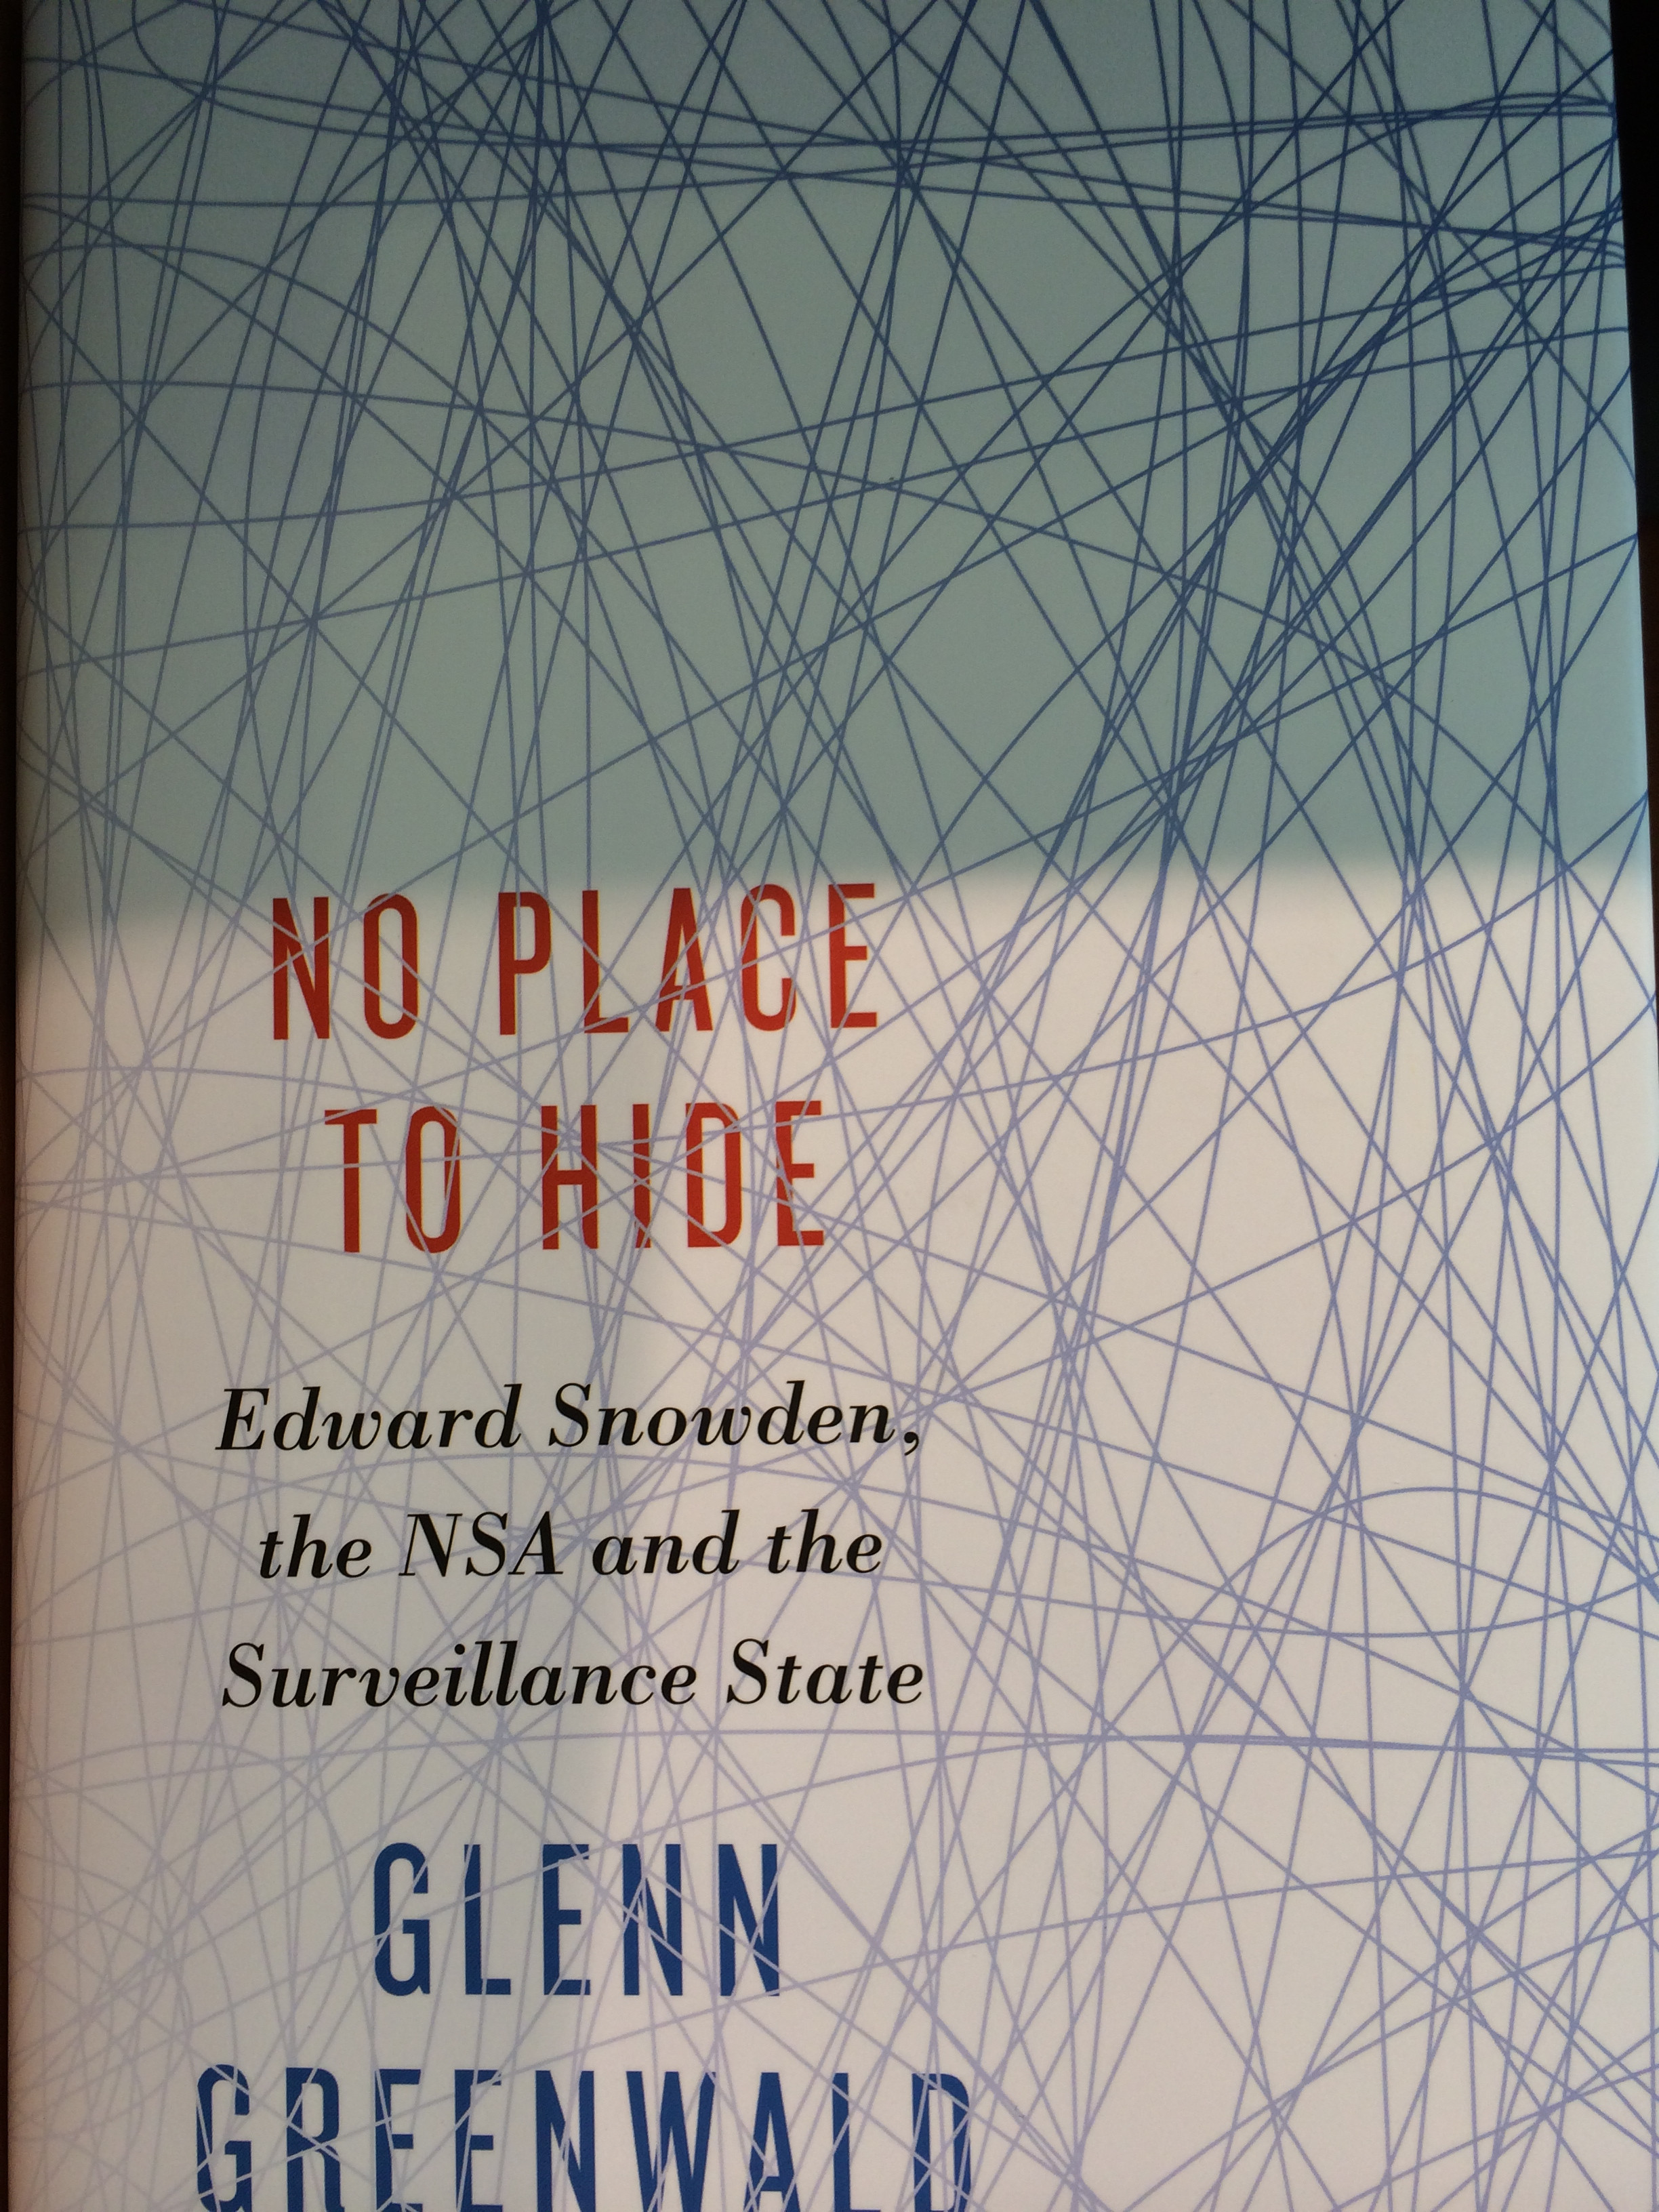 NO PLACE
TO HIDE
Edward Snowden,
the NSA and the
Surveillance State
GLENN
GREENWALD